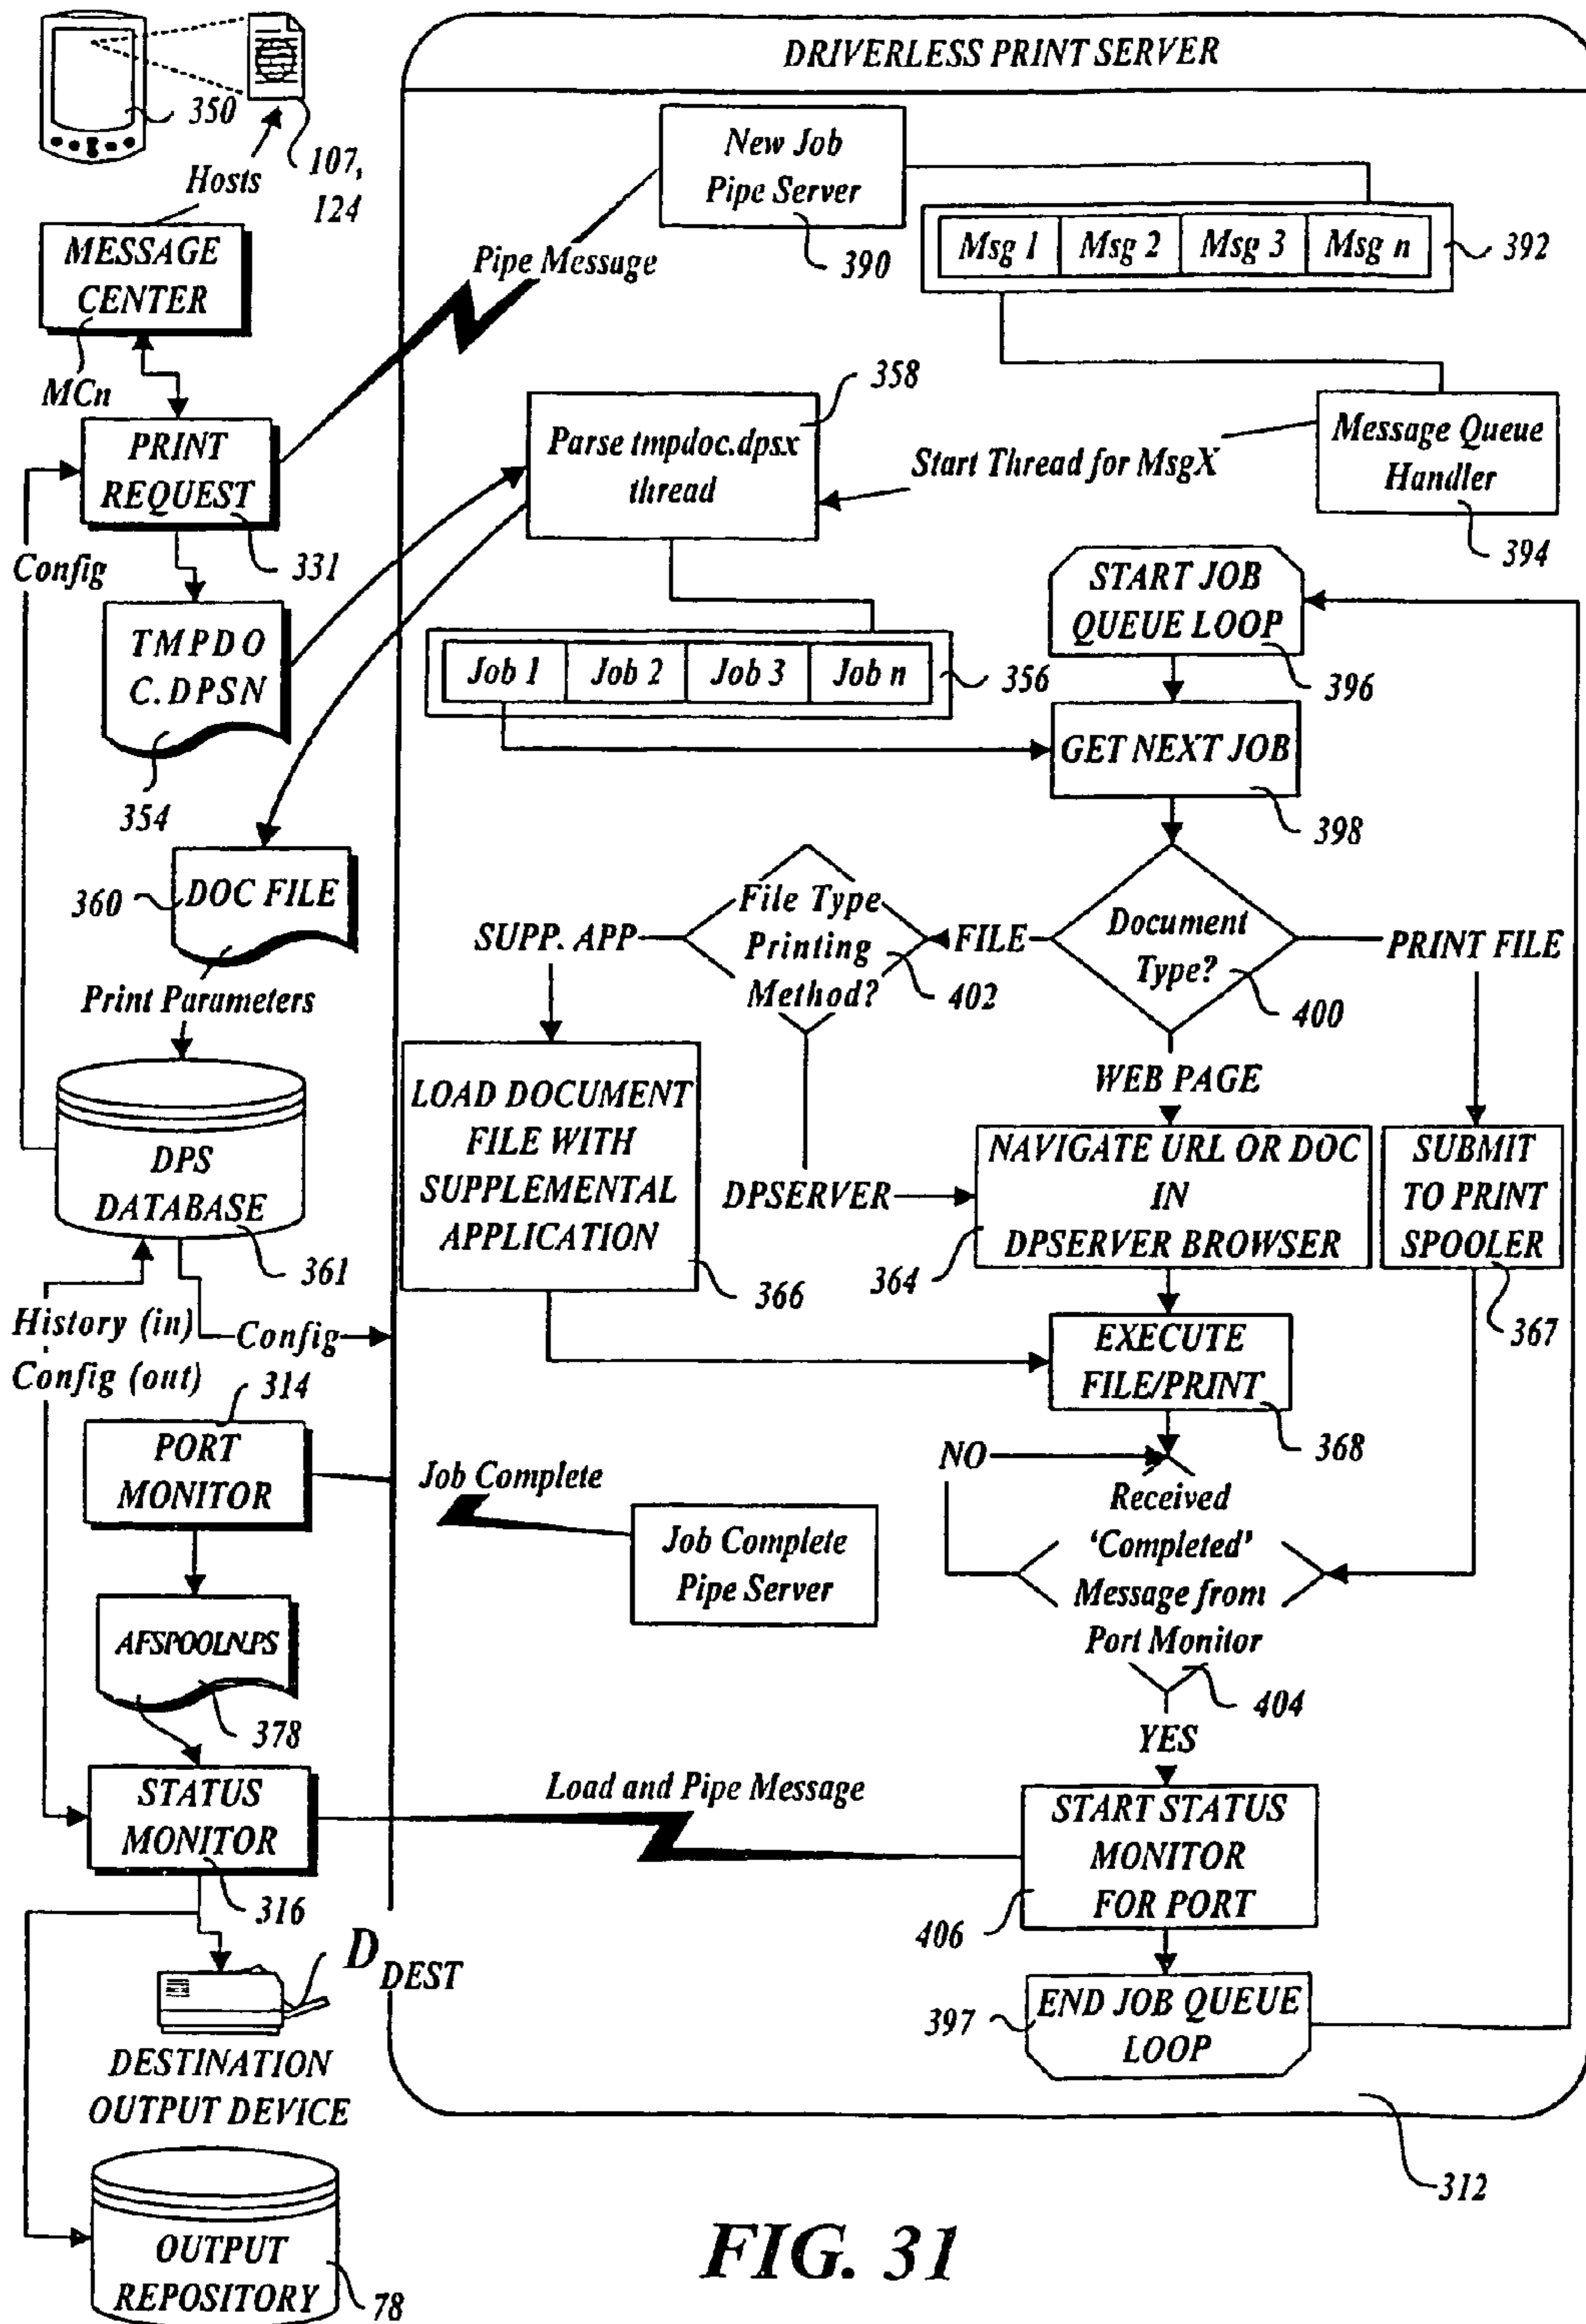 DRIVERLESS PRINT SERVER
350
Hosts
107,
124
MESSAGE
CENTER
MCn
PRINT
REQUEST
331
Config
TMPDO
C.DPSN
354
360
DOC FILE
Print Parameters
DPS
DATABASE
361
History (in)
Config (out)
Config
314
PORT
MONITOR
AFSPOOLN.PS
378
STATUS
MONITOR
316
D
DEST
DESTINATION
OUTPUT DEVICE
OUTPUT
REPOSITORY
78
New Job
Pipe Server
390
Pipe Message
Msg 1
Msg 2
Msg 3
Msg n
392
Message Queue
Handler
394
Start Thread for MsgX
358
Parse tmpdoc.dpsx
thread
Job 1
Job 2
Job 3
Job n
356
START JOB
QUEUE LOOP
396
GET NEXT JOB
398
Document
Type?
400
FILE
PRINT FILE
WEB PAGE
File Type
Printing
Method?
402
SUPP. APP
DPSERVER
LOAD DOCUMENT
FILE WITH
SUPPLEMENTAL
APPLICATION
366
NAVIGATE URL OR DOC
IN
DPSERVER BROWSER
364
SUBMIT
TO PRINT
SPOOLER
367
EXECUTE
FILE/PRINT
368
NO
Received
'Completed'
Message from
Port Monitor
404
YES
Job Complete
Job Complete
Pipe Server
Load and Pipe Message
START STATUS
MONITOR
FOR PORT
406
397
END JOB QUEUE
LOOP
312
FIG. 31